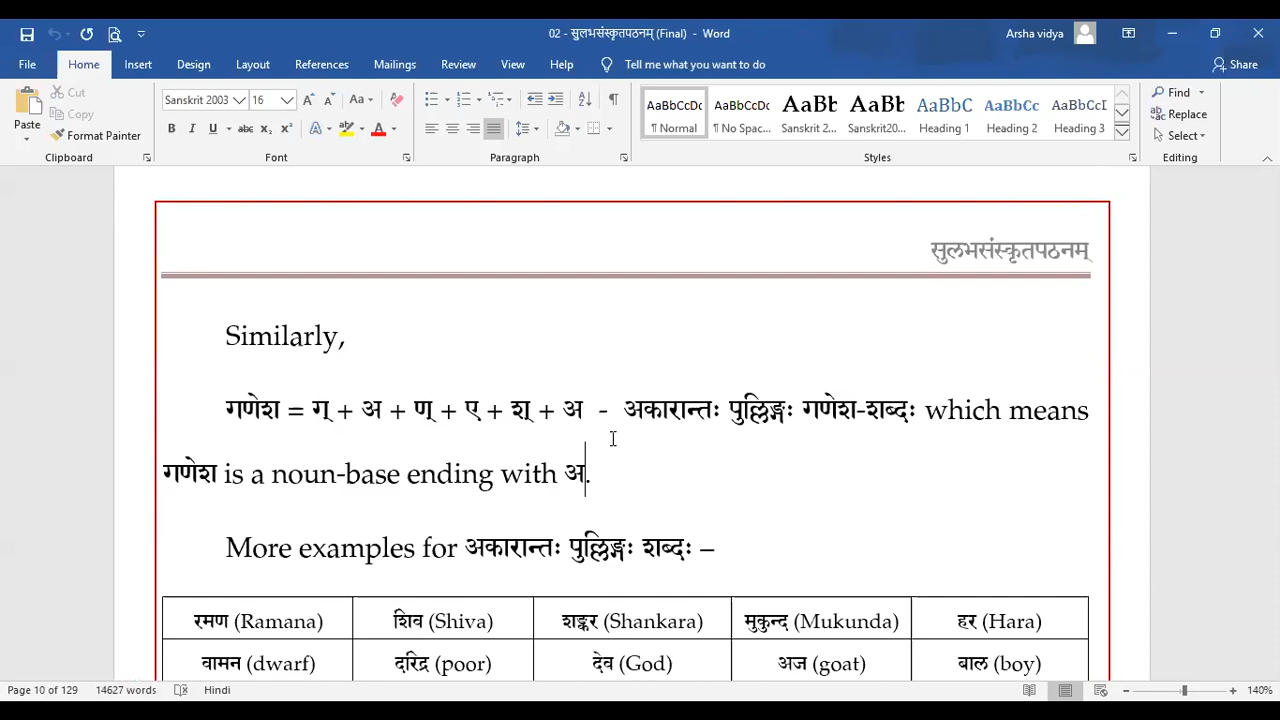 02 - सुलभसंस्कृतपठनम् (Final) - Word
Arsha vidya
File Home Insert Design Layout References Mailings Review View Help Tell me what you want to do Share
Paste
Cut
Copy
Format Painter
Clipboard
Sanskrit 2003 16
Font
Paragraph
AaBbCcDc AaBbCcDc AaBb AaBb AaBbC AaBbCc AaBbCcD
¶ Normal ¶ No Spac... Sanskrit 2... Sanskrit20... Heading 1 Heading 2 Heading 3
Styles
Find
Replace
Select
Editing
सुलभसंस्कृतपठनम्
Similarly,
गणेश = ग् + अ + ण् + ए + श् + अ - अकारान्तः पुल्लिङ्गः गणेश-शब्दः which means
गणेश is a noun-base ending with अ.
More examples for अकारान्तः पुल्लिङ्गः शब्दः –
रमण (Ramana) शिव (Shiva) शङ्कर (Shankara) मुकुन्द (Mukunda) हर (Hara)
वामन (dwarf) दरिद्र (poor) देव (God) अज (goat) बाल (boy)
Page 10 of 129 14627 words Hindi 140%